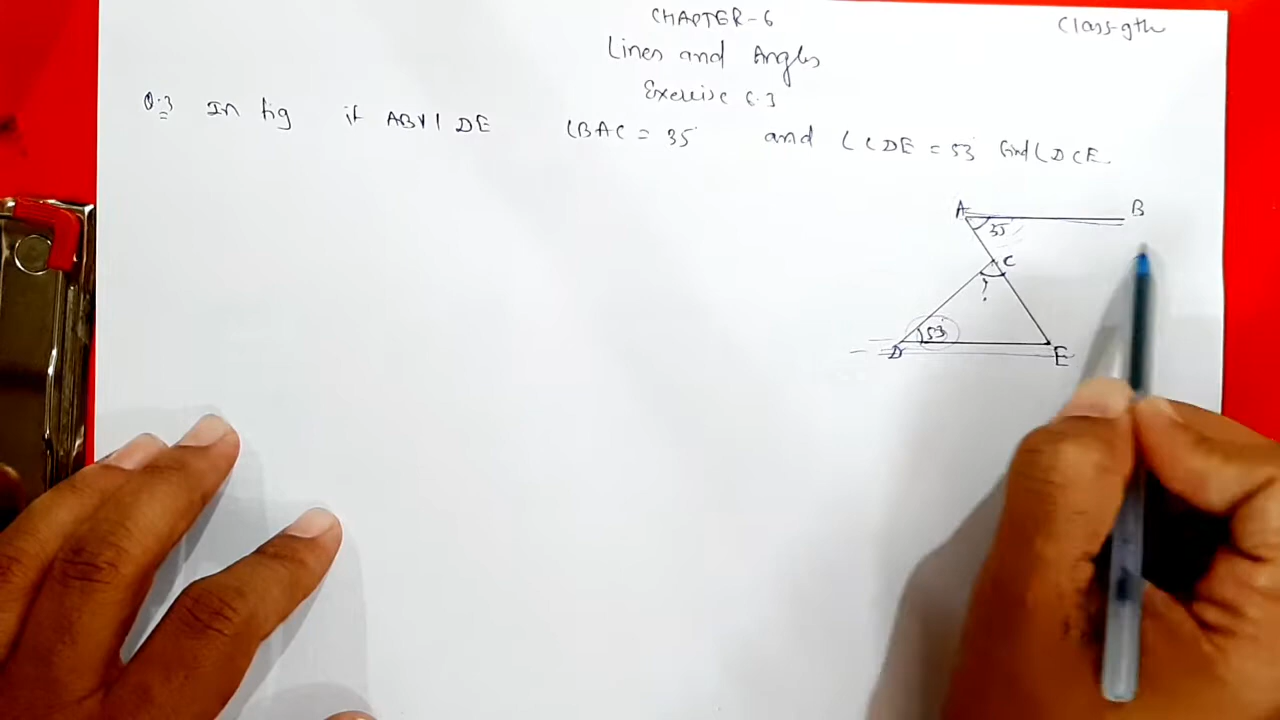 CHAPTER-6
Class-9th
Lines and Angles
Exercise 6.3
Q.3 In fig if AB || DE ∠BAC = 35° and ∠CDE = 53° find ∠DCE.
A B
35
C
?
53°
D E